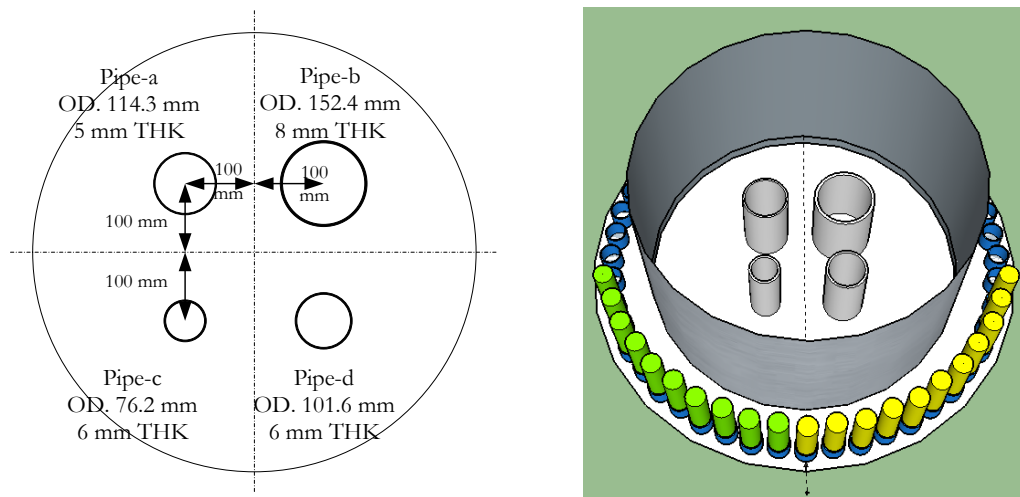 Pipe-a
OD. 114.3 mm
5 mm THK
Pipe-b
OD. 152.4 mm
8 mm THK
100
mm
100
mm
100 mm
100 mm
Pipe-c
OD. 76.2 mm
6 mm THK
Pipe-d
OD. 101.6 mm
6 mm THK